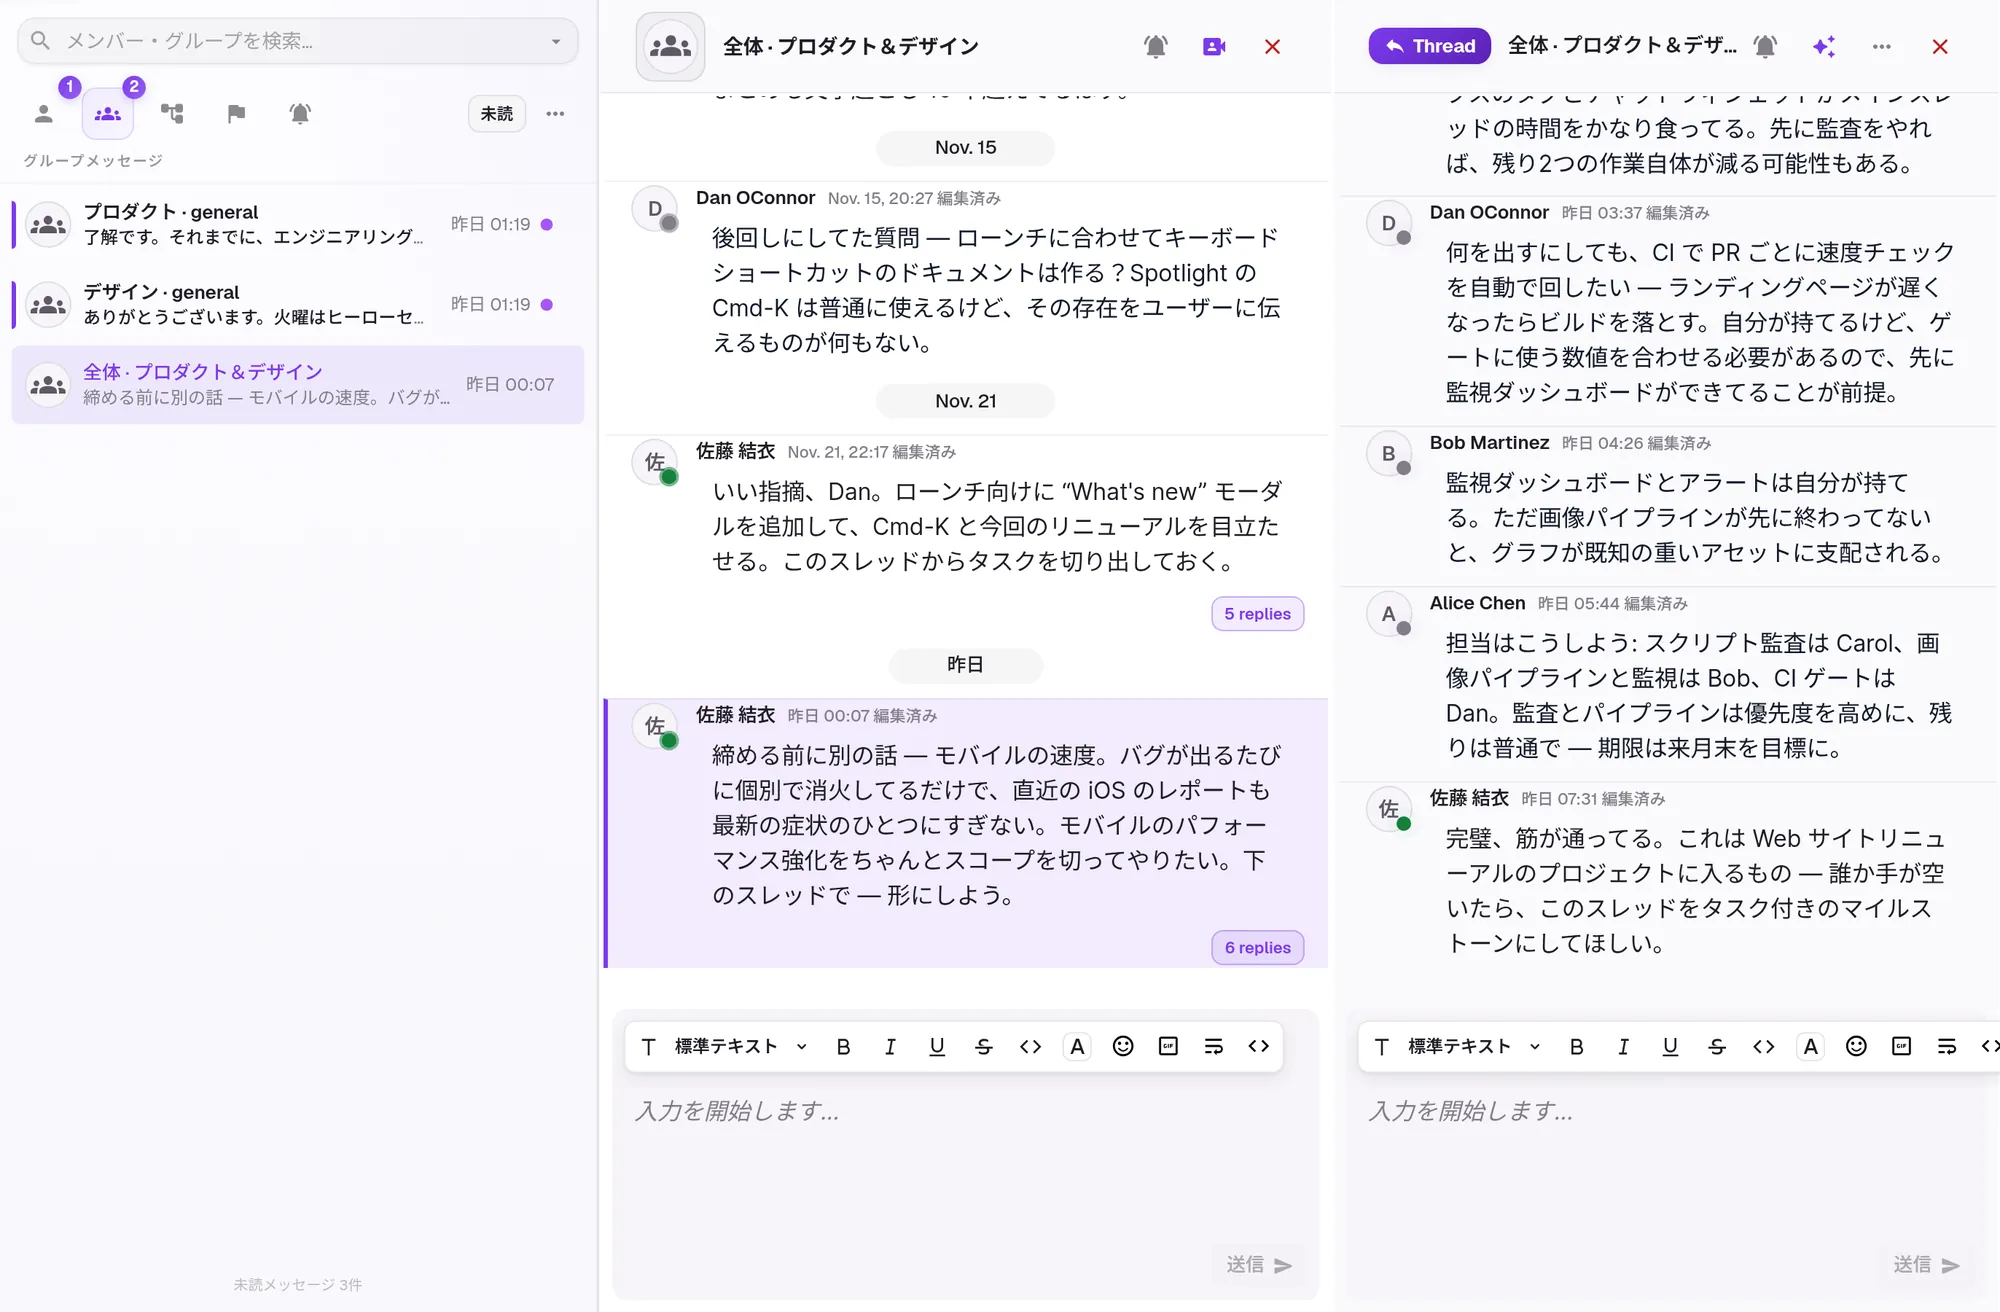 メンバー・グループを検索...
1
2
未読
グループメッセージ
プロダクト · general
昨日 01:19
了解です。それまでに、エンジニアリング...
デザイン · general
昨日 01:19
ありがとうございます。火曜はヒーローセ...
全体 · プロダクト＆デザイン
昨日 00:07
締める前に別の話 — モバイルの速度。バグが...
未読メッセージ 3件
全体 · プロダクト＆デザイン
Nov. 15
D
Dan OConnor Nov. 15, 20:27 編集済み
後回しにしてた質問 — ローンチに合わせてキーボード
ショートカットのドキュメントは作る？Spotlight の
Cmd-K は普通に使えるけど、その存在をユーザーに伝
えるものが何もない。
Nov. 21
佐
佐藤 結衣 Nov. 21, 22:17 編集済み
いい指摘、Dan。ローンチ向けに “What's new” モーダ
ルを追加して、Cmd-K と今回のリニューアルを目立た
せる。このスレッドからタスクを切り出しておく。
5 replies
昨日
佐
佐藤 結衣 昨日 00:07 編集済み
締める前に別の話 — モバイルの速度。バグが出るたび
に個別で消火してるだけで、直近の iOS のレポートも
最新の症状のひとつにすぎない。モバイルのパフォー
マンス強化をちゃんとスコープを切ってやりたい。下
のスレッドで — 形にしよう。
6 replies
標準テキスト
入力を開始します...
送信
Thread
全体 · プロダクト＆デザ...
ッドの時間をかなり食ってる。先に監査をやれ
ば、残り2つの作業自体が減る可能性もある。
D
Dan OConnor 昨日 03:37 編集済み
何を出すにしても、CI で PR ごとに速度チェック
を自動で回したい — ランディングページが遅く
なったらビルドを落とす。自分が持てるけど、ゲ
ートに使う数値を合わせる必要があるので、先に
監視ダッシュボードができてることが前提。
B
Bob Martinez 昨日 04:26 編集済み
監視ダッシュボードとアラートは自分が持て
る。ただ画像パイプラインが先に終わってない
と、グラフが既知の重いアセットに支配される。
A
Alice Chen 昨日 05:44 編集済み
担当はこうしよう: スクリプト監査は Carol、画
像パイプラインと監視は Bob、CI ゲートは
Dan。監査とパイプラインは優先度を高めに、残
りは普通で — 期限は来月末を目標に。
佐
佐藤 結衣 昨日 07:31 編集済み
完璧、筋が通ってる。これは Web サイトリニュ
ーアルのプロジェクトに入るもの — 誰か手が空
いたら、このスレッドをタスク付きのマイルス
トーンにしてほしい。
標準テキスト
入力を開始します...
送信